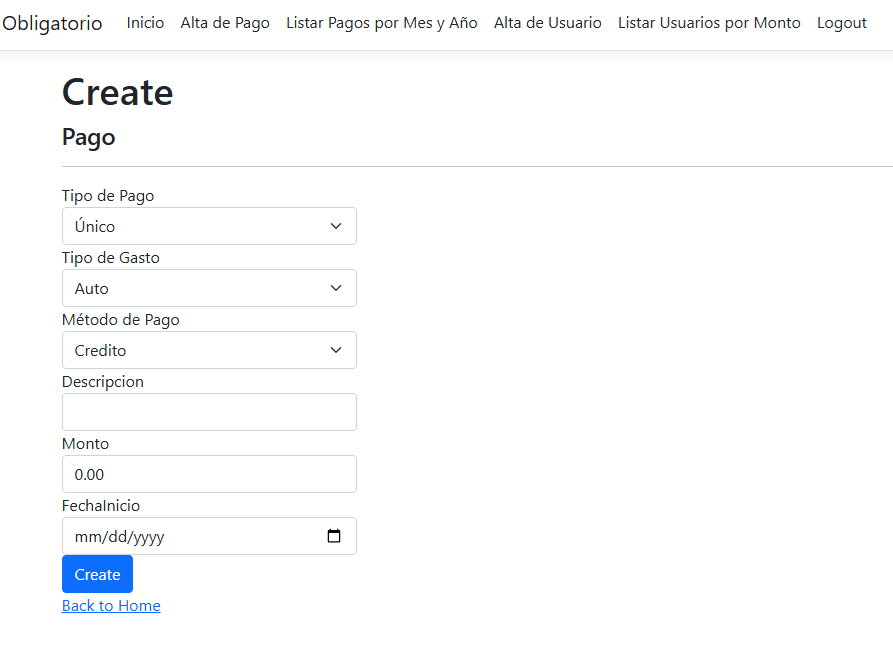 Obligatorio Inicio Alta de Pago Listar Pagos por Mes y Año Alta de Usuario Listar Usuarios por Monto Logout
Create
Pago
Tipo de Pago
Único
Tipo de Gasto
Auto
Método de Pago
Credito
Descripcion
Monto
0.00
FechaInicio
mm/dd/yyyy
Create
Back to Home